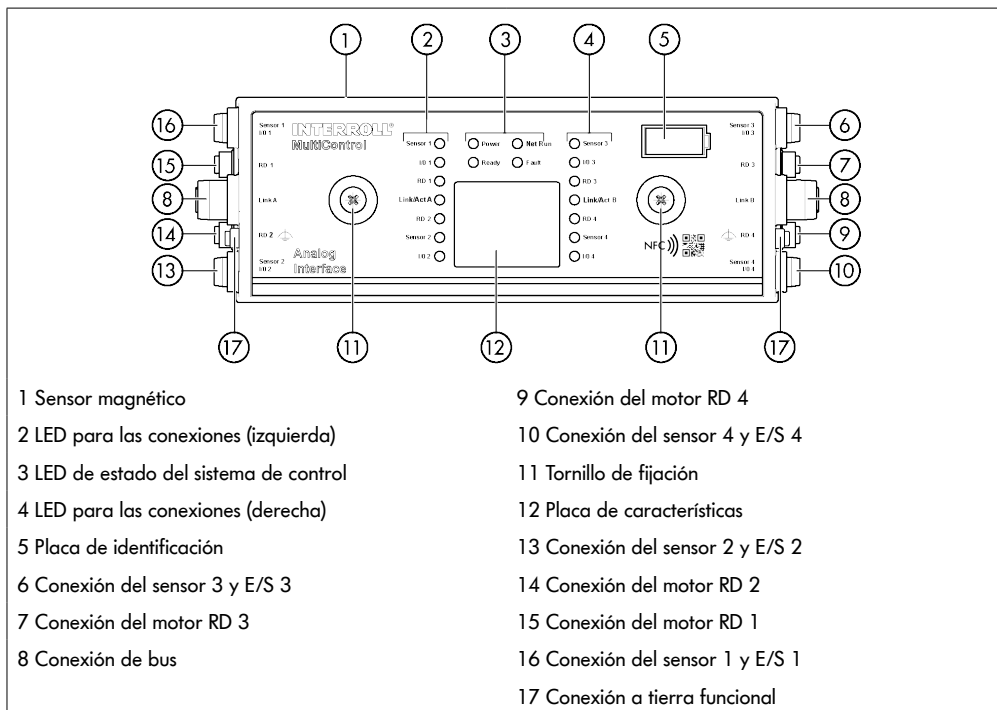 1 2 3 4 5
16 15 8 14 13
6 7 8 9 10
17 11 12 11 17
Sensor 1
I/O 1
RD 1
Link A
RD 2
Sensor 2
I/O 2
INTERROLL®
MultiControl
Analog
Interface
Sensor 1
I/O 1
RD 1
Link/Act A
RD 2
Sensor 2
I/O 2
Power Net Run
Ready Fault
Sensor 3
I/O 3
RD 3
Link/Act B
RD 4
Sensor 4
I/O 4
NFC
Sensor 3
I/O 3
RD 3
Link B
RD 4
Sensor 4
I/O 4
1 Sensor magnético
2 LED para las conexiones (izquierda)
3 LED de estado del sistema de control
4 LED para las conexiones (derecha)
5 Placa de identificación
6 Conexión del sensor 3 y E/S 3
7 Conexión del motor RD 3
8 Conexión de bus
9 Conexión del motor RD 4
10 Conexión del sensor 4 y E/S 4
11 Tornillo de fijación
12 Placa de características
13 Conexión del sensor 2 y E/S 2
14 Conexión del motor RD 2
15 Conexión del motor RD 1
16 Conexión del sensor 1 y E/S 1
17 Conexión a tierra funcional